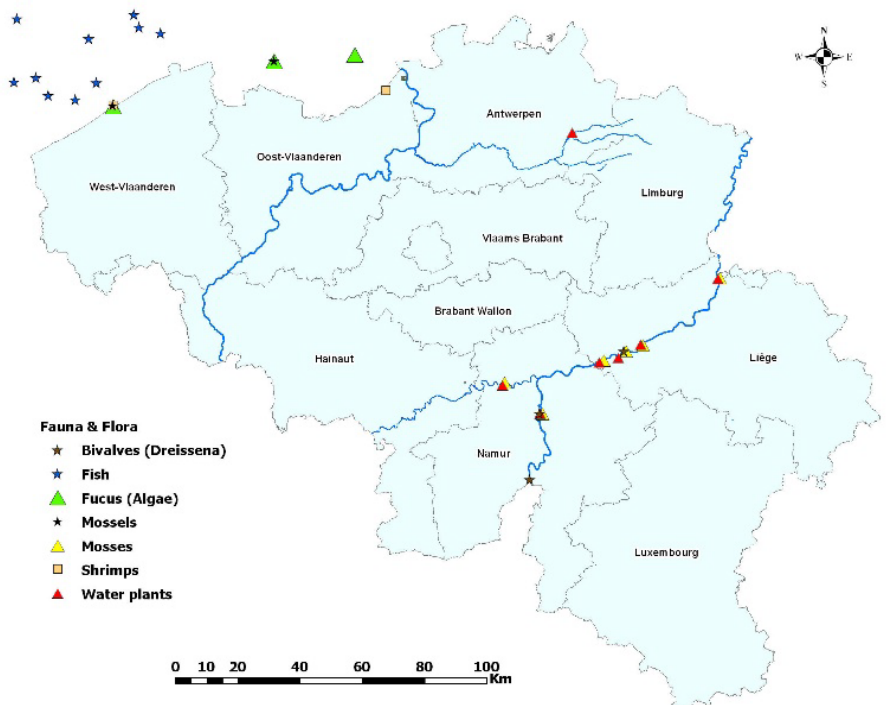 N
W E
S
Antwerpen
Oost-Vlaanderen
West-Vlaanderen
Limburg
Vlaams Brabant
Brabant Wallon
Hainaut
Liège
Namur
Luxembourg
Fauna & Flora
Bivalves (Dreissena)
Fish
Fucus (Algae)
Mossels
Mosses
Shrimps
Water plants
0 10 20 40 60 80 100
Km